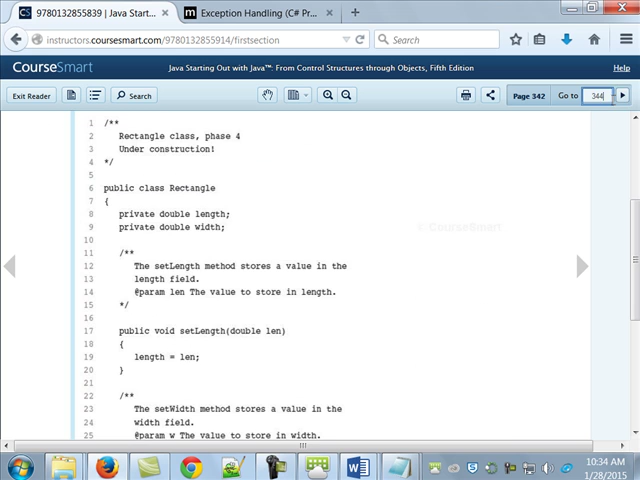 CS 9780132855839 | Java Start... × m Exception Handling (C# Pr... × +
instructors.coursesmart.com/9780132855914/firstsection Search
CourseSmart Java Starting Out with Java™: From Control Structures through Objects, Fifth Edition
Exit Reader Search Page 342 Go to 344
1 /**
2 Rectangle class, phase 4
3 Under construction!
4 */
5
6 public class Rectangle
7 {
8 private double length;
9 private double width;
10
11 /**
12 The setLength method stores a value in the
13 length field.
14 @param len The value to store in length.
15 */
16
17 public void setLength(double len)
18 {
19 length = len;
20 }
21
22 /**
23 The setWidth method stores a value in the
24 width field.
25 @param w The value to store in width.
© CourseSmart
10:34 AM
1/28/2015